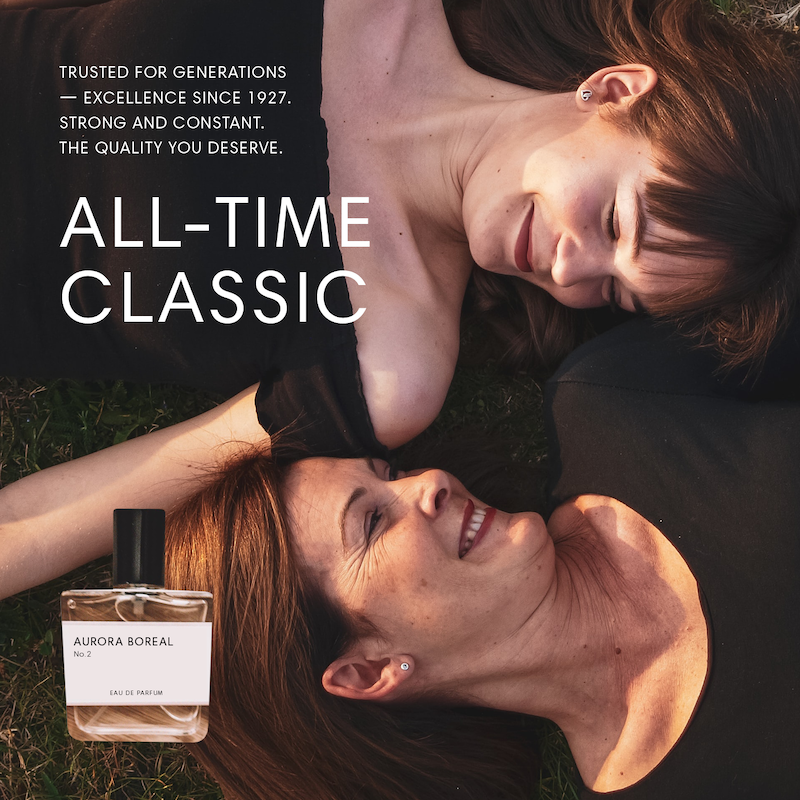 TRUSTED FOR GENERATIONS
— EXCELLENCE SINCE 1927.
STRONG AND CONSTANT.
THE QUALITY YOU DESERVE.
ALL-TIME
CLASSIC
AURORA BOREAL
No.2
EAU DE PARFUM